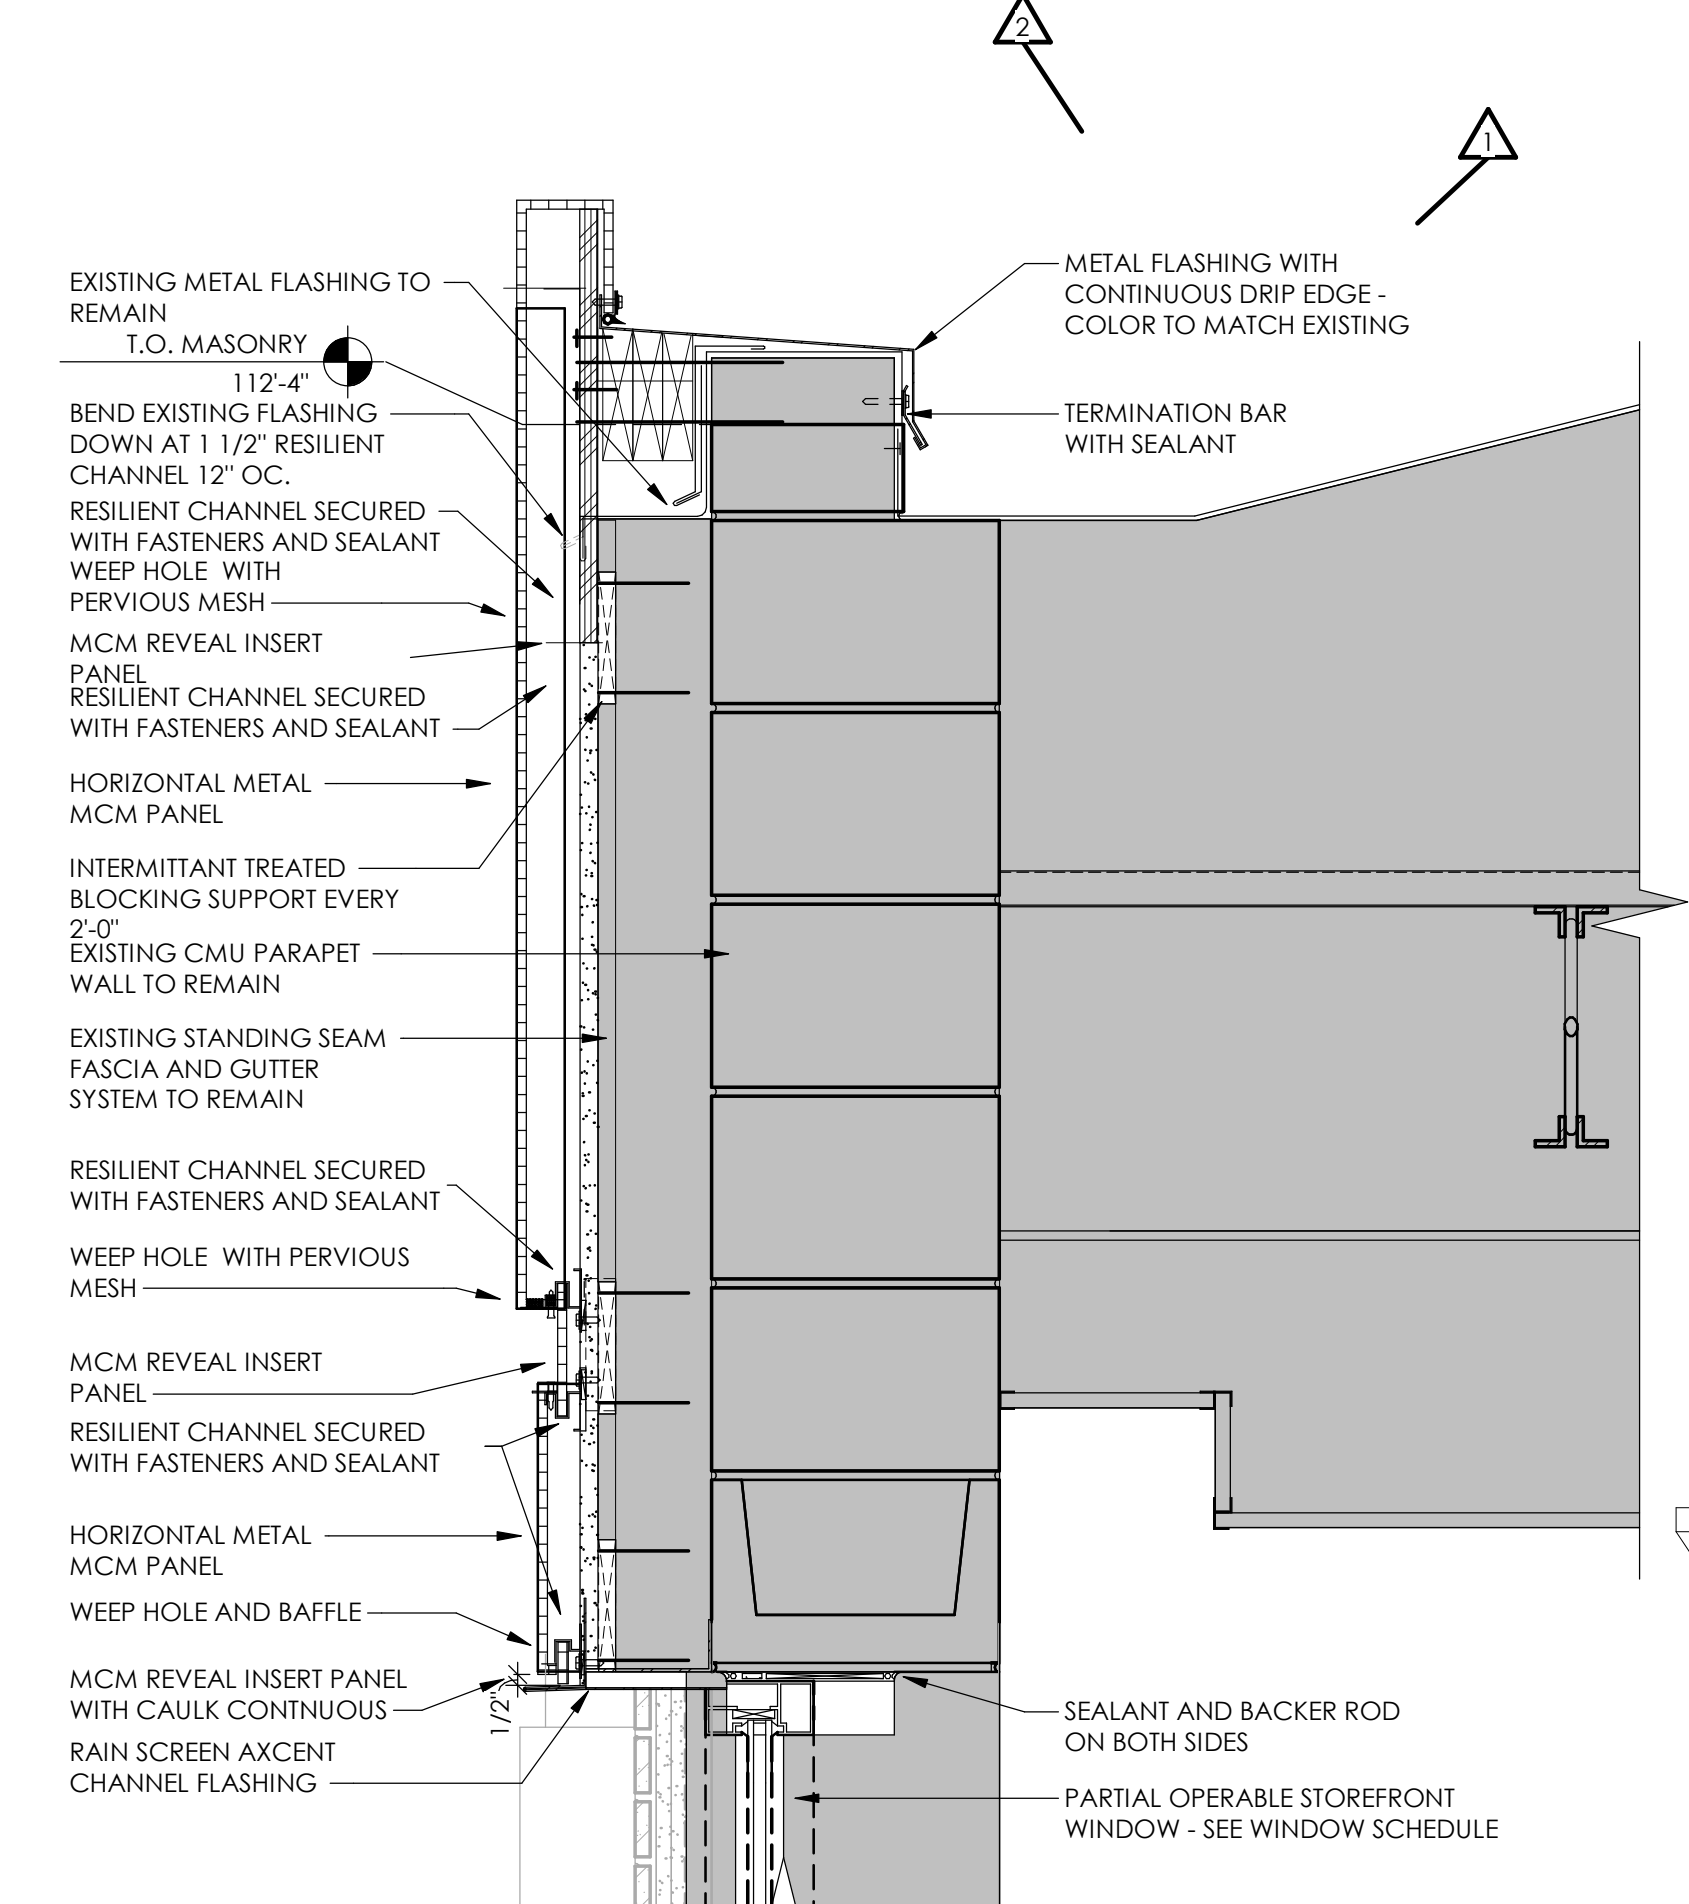 2
1
EXISTING METAL FLASHING TO
REMAIN
T.O. MASONRY
112'-4"
BEND EXISTING FLASHING
DOWN AT 1 1/2" RESILIENT
CHANNEL 12" OC.
RESILIENT CHANNEL SECURED
WITH FASTENERS AND SEALANT
WEEP HOLE  WITH
PERVIOUS MESH
MCM REVEAL INSERT
PANEL
RESILIENT CHANNEL SECURED
WITH FASTENERS AND SEALANT
HORIZONTAL METAL
MCM PANEL
INTERMITTANT TREATED
BLOCKING SUPPORT EVERY
2'-0"
EXISTING CMU PARAPET
WALL TO REMAIN
EXISTING STANDING SEAM
FASCIA AND GUTTER
SYSTEM TO REMAIN
RESILIENT CHANNEL SECURED
WITH FASTENERS AND SEALANT
WEEP HOLE  WITH PERVIOUS
MESH
MCM REVEAL INSERT
PANEL
RESILIENT CHANNEL SECURED
WITH FASTENERS AND SEALANT
HORIZONTAL METAL
MCM PANEL
WEEP HOLE AND BAFFLE
MCM REVEAL INSERT PANEL
WITH CAULK CONTNUOUS
1/2"
RAIN SCREEN AXCENT
CHANNEL FLASHING
METAL FLASHING WITH
CONTINUOUS DRIP EDGE -
COLOR TO MATCH EXISTING
TERMINATION BAR
WITH SEALANT
SEALANT AND BACKER ROD
ON BOTH SIDES
PARTIAL OPERABLE STOREFRONT
WINDOW - SEE WINDOW SCHEDULE